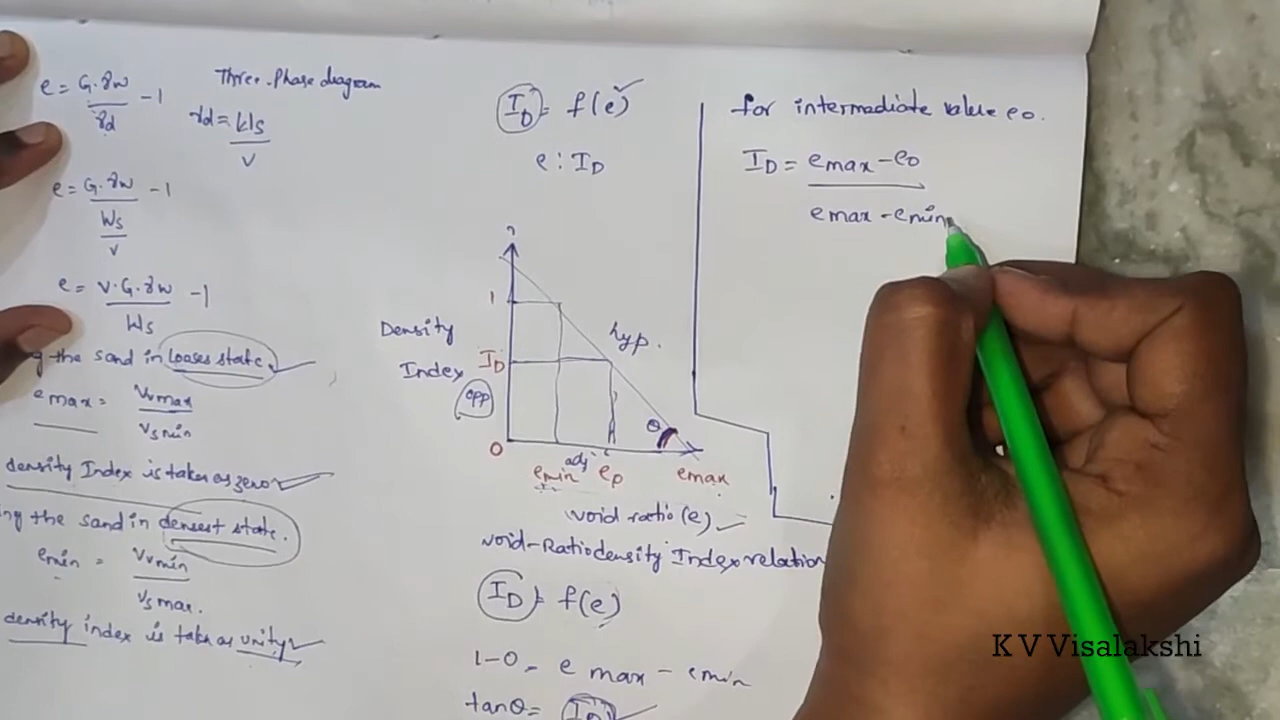 e = G.γw / γd - 1
Three-Phase diagram
γd = Ws / V
e = G.γw / Ws / V - 1
e = V.G.γw / Ws - 1
g the sand in Looses state.
emax = Vvmax / Vsmin
density Index is taken as zero
ing the sand in densest state.
emin = Vvmin / Vsmax.
density index is take as unity
ID = f(e)
e : ID
1
Density
Index
ID
opp
hyp.
θ
0
emin
adj
eo
emax
void ratio (e)
Void-Ratio density Index relation
ID = f(e)
1-0 = e max - emin
tanθ = ID
for intermediate value eo.
ID = emax - eo / emax - emin
K V Visalakshi